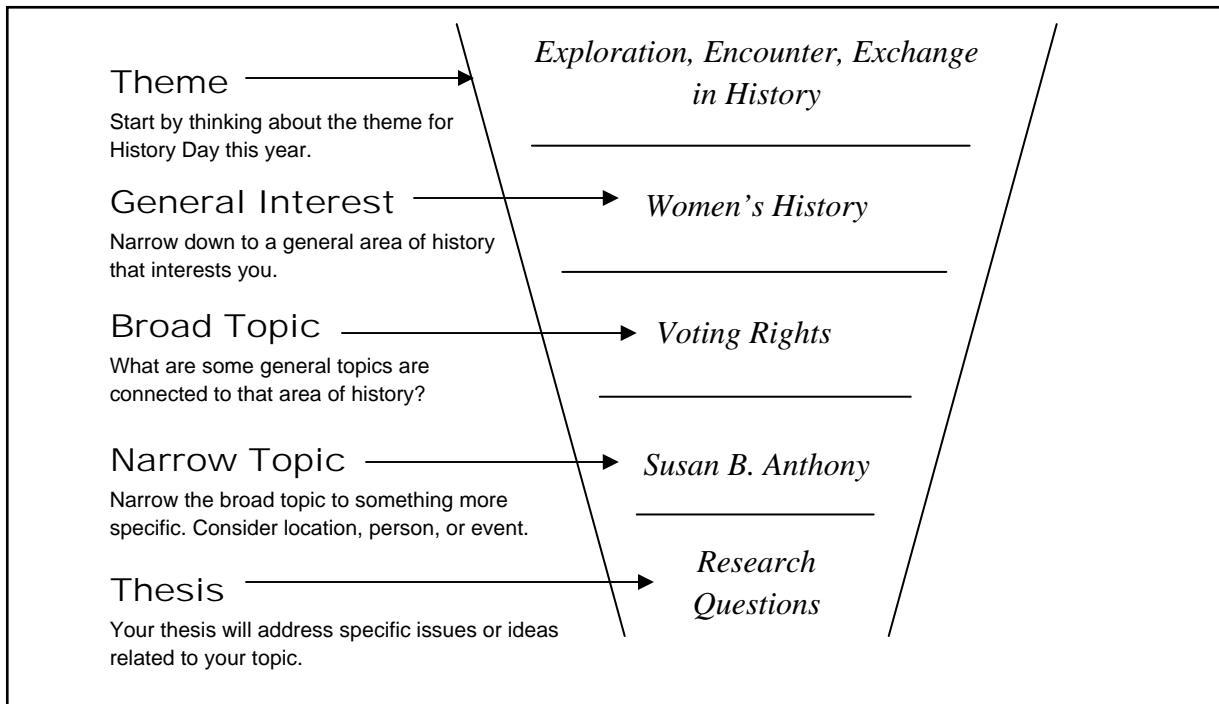 Theme
Exploration, Encounter, Exchange
in History
Start by thinking about the theme for
History Day this year.
General Interest
Women's History
Narrow down to a general area of history
that interests you.
Broad Topic
Voting Rights
What are some general topics are
connected to that area of history?
Narrow Topic
Susan B. Anthony
Narrow the broad topic to something more
specific. Consider location, person, or event.
Thesis
Research
Questions
Your thesis will address specific issues or ideas
related to your topic.